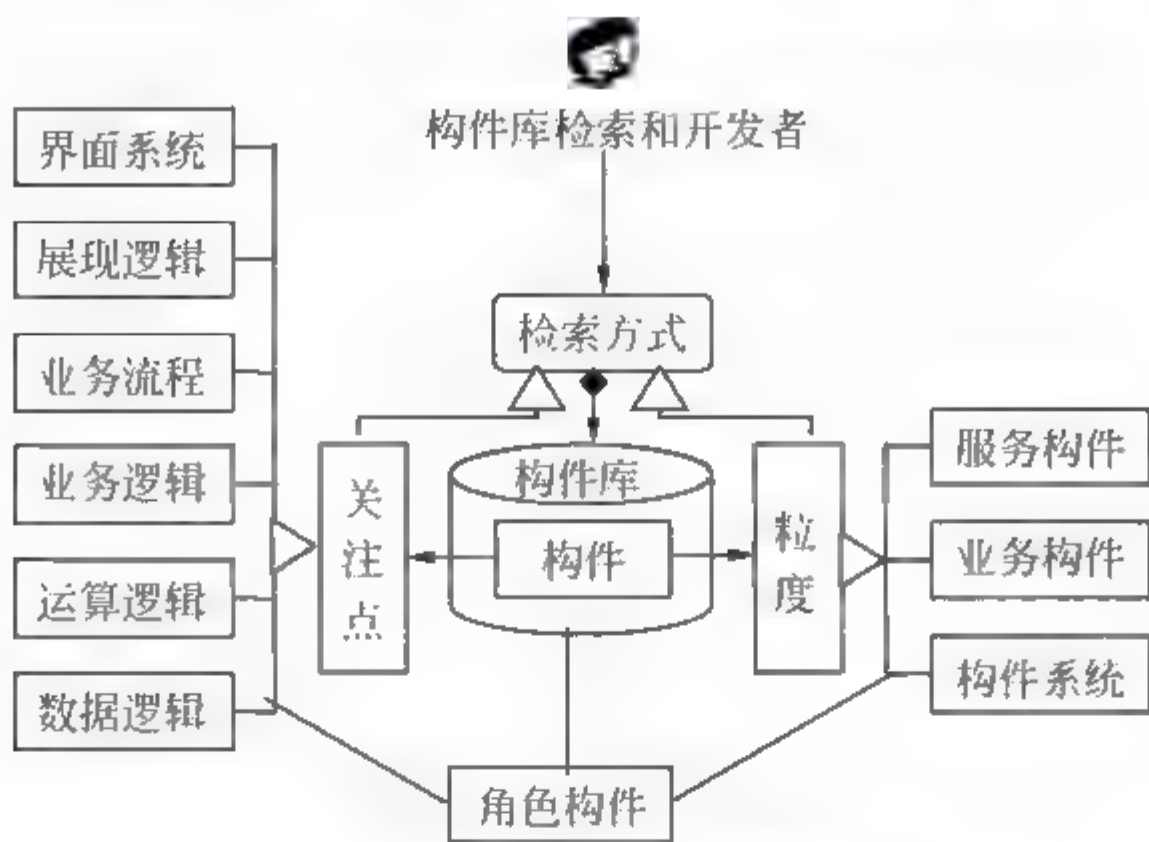 构件库检索和开发者
界面系统
展现逻辑
业务流程
业务逻辑
运算逻辑
数据逻辑
检索方式
关注点
构件库
构件
粒度
服务构件
业务构件
构件系统
角色构件